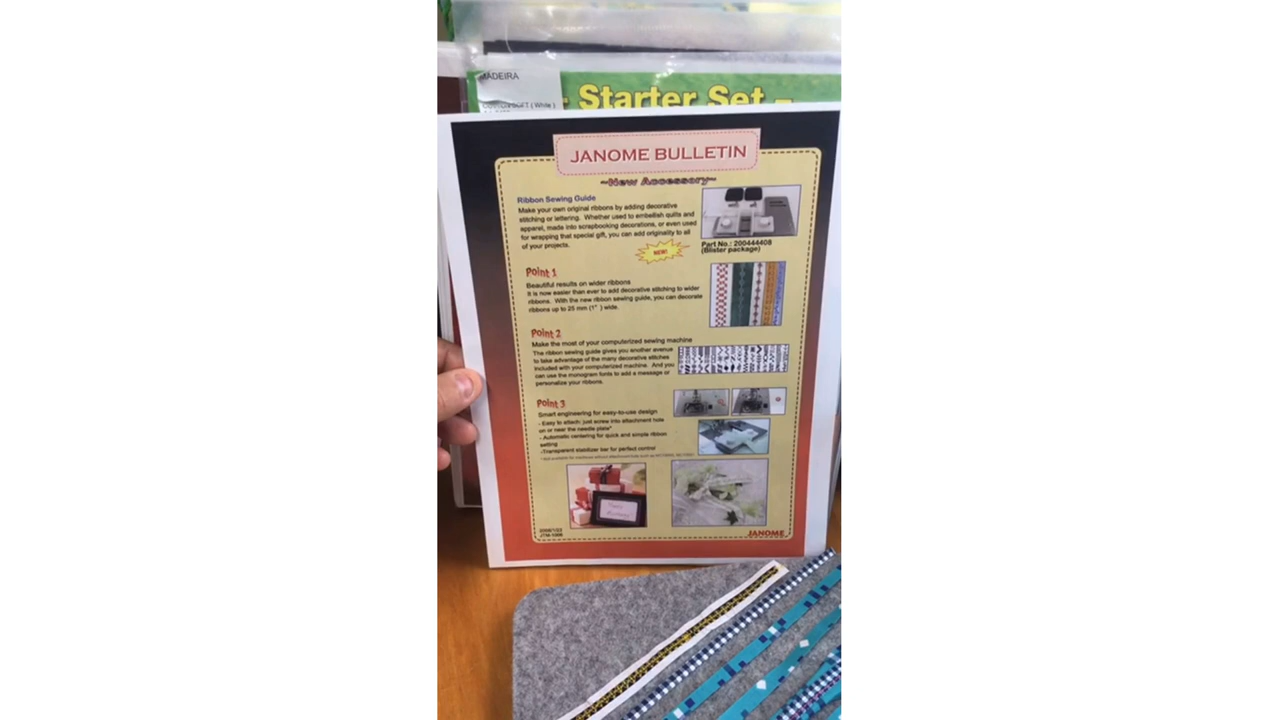 MADEIRA
Starter Set -
JANOME BULLETIN
~New Accessory~
Ribbon Sewing Guide
Make your own original ribbons by adding decorative
stitching or lettering. Whether used to embellish quilts and
apparel, made into scrapbooking decorations, or even used
for wrapping that special gift, you can add originality to all
of your projects.
NEW!
Part No.: 200444408
(Blister package)
Point 1
Beautiful results on wider ribbons
It is now easier than ever to add decorative stitching to wider
ribbons. With the new ribbon sewing guide, you can decorate
ribbons up to 25 mm (1" ) wide.
Point 2
Make the most of your computerized sewing machine
The ribbon sewing guide gives you another avenue
to take advantage of the many decorative stitches
included with your computerized machine. And you
can use the monogram fonts to add a message or
personalize your ribbons.
Point 3
Smart engineering for easy-to-use design
- Easy to attach: just screw into attachment hole
on or near the needle plate*
- Automatic centering for quick and simple ribbon
setting
-Transparent stabilizer bar for perfect control
JANOME